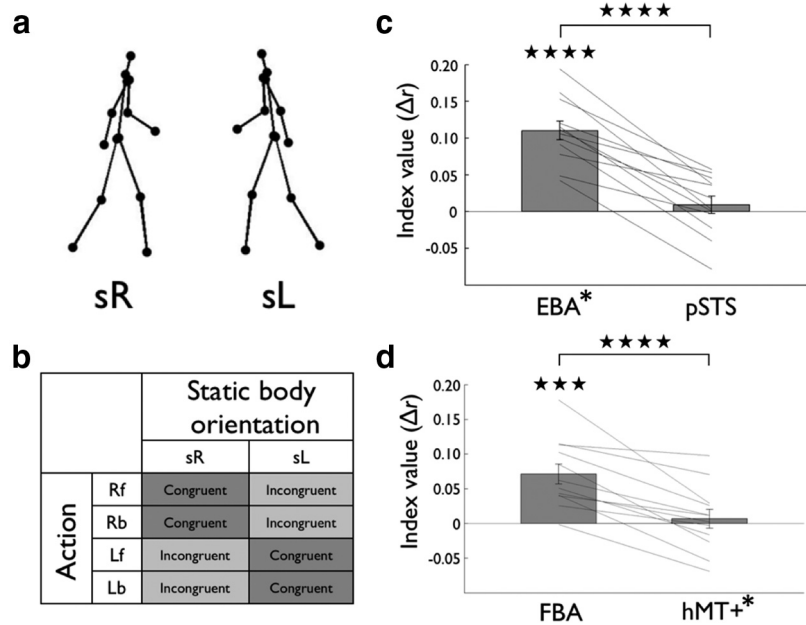 a
sR sL
b
Static body
orientation
sR sL
Action
Rf Congruent Incongruent
Rb Congruent Incongruent
Lf Incongruent Congruent
Lb Incongruent Congruent
c
★★★★
★★★★
Index value (Δr)
0.20
0.15
0.10
0.05
0
-0.05
EBA* pSTS
d
★★★★
★★★
Index value (Δr)
0.20
0.15
0.10
0.05
0
-0.05
FBA hMT+*